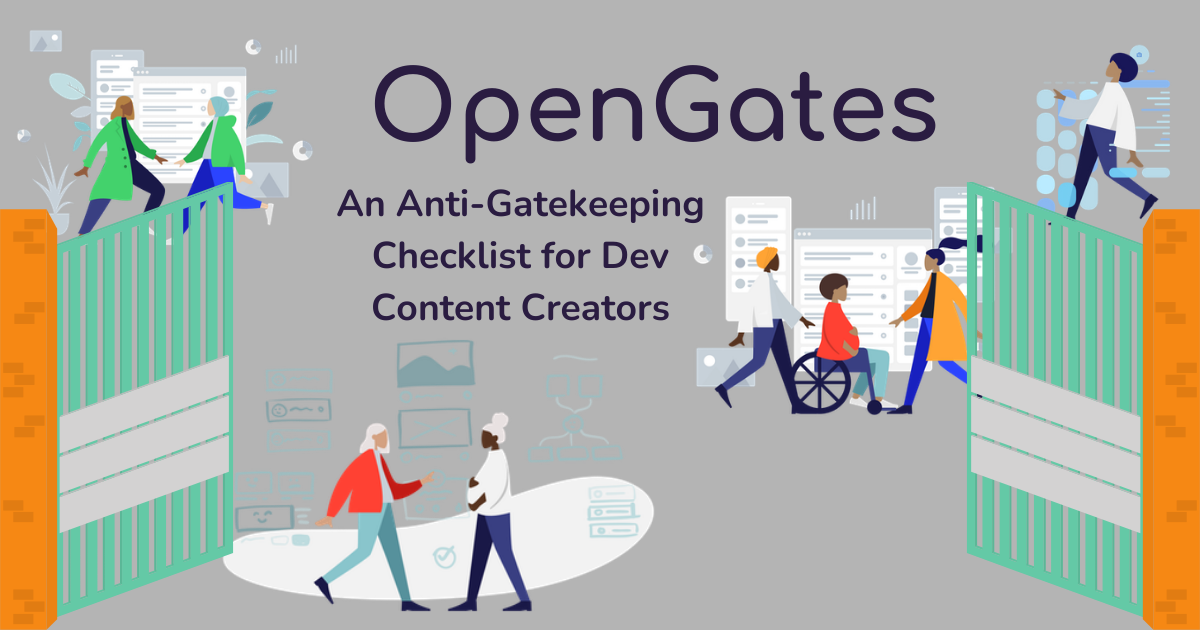 OpenGates
An Anti-Gatekeeping
Checklist for Dev
Content Creators